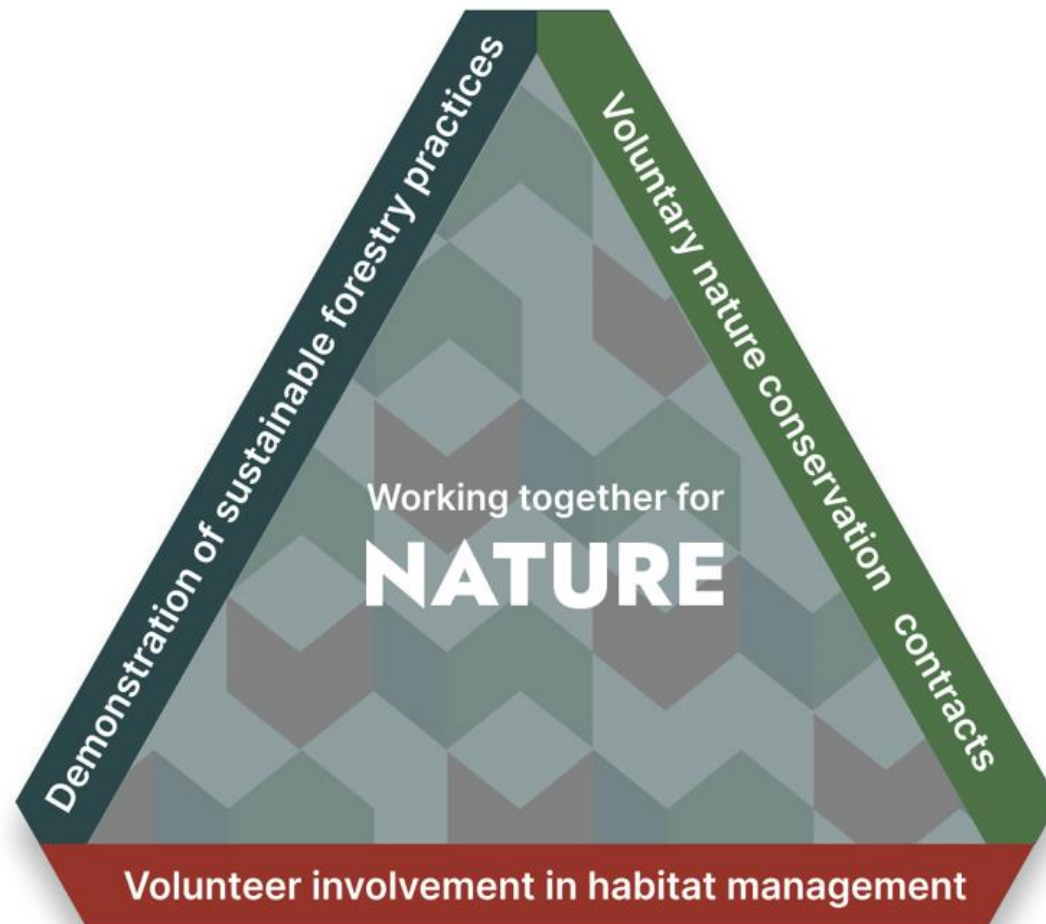 Demonstration of sustainable forestry practices
Voluntary nature conservation contracts
Working together for
NATURE
Volunteer involvement in habitat management